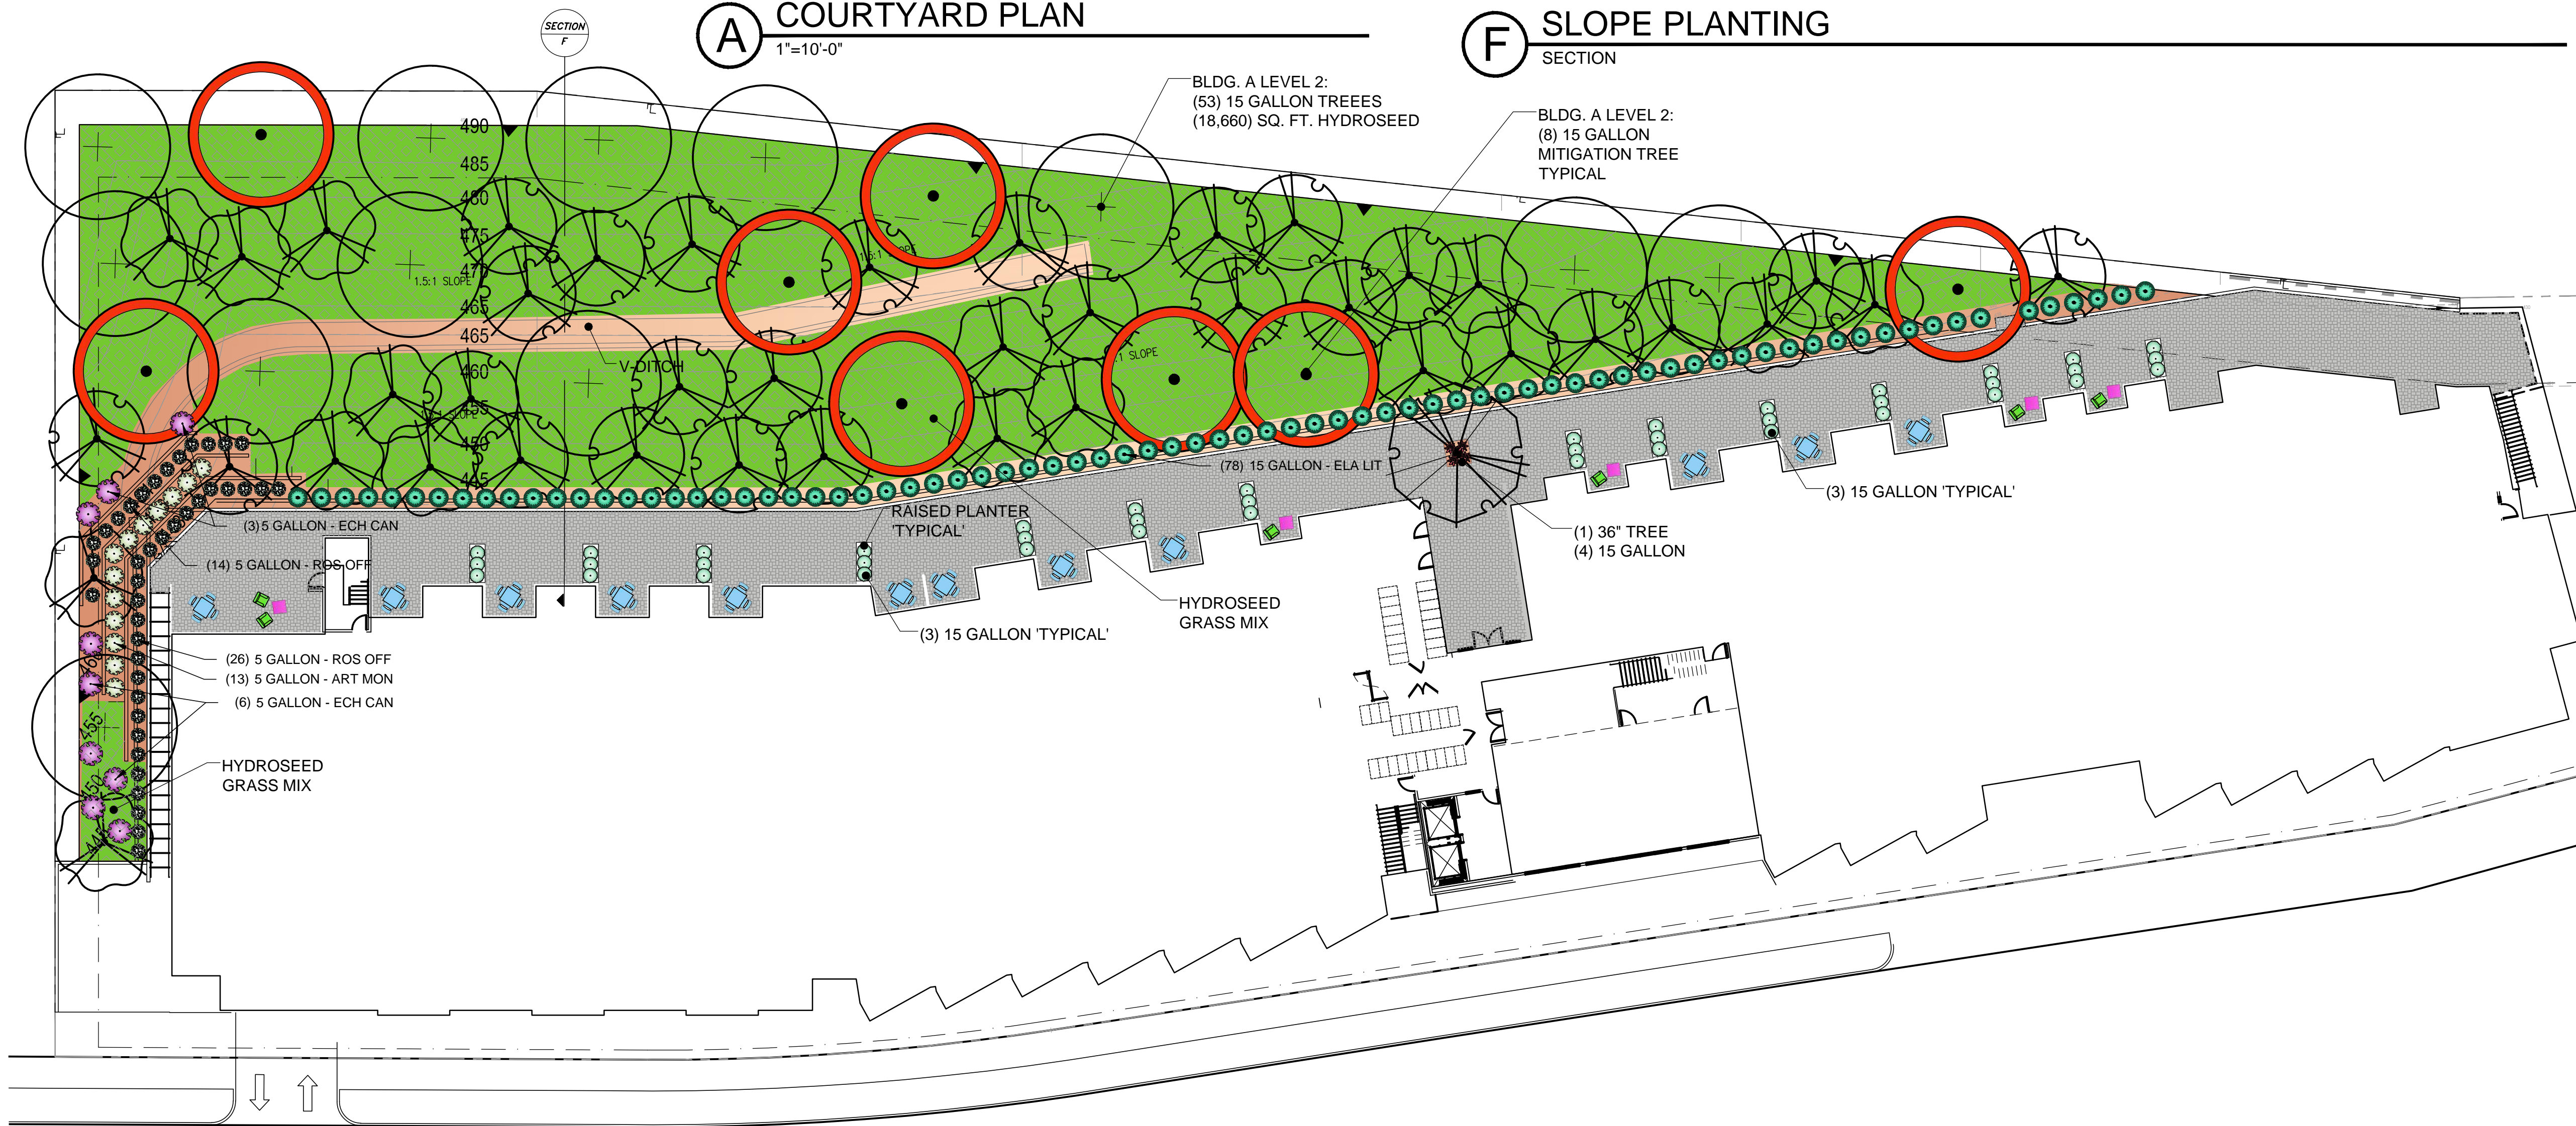 SECTION
F
A
COURTYARD PLAN
1"=10'-0"
F
SLOPE PLANTING
SECTION
BLDG. A LEVEL 2:
(53) 15 GALLON TREEES
(18,660) SQ. FT. HYDROSEED
BLDG. A LEVEL 2:
(8) 15 GALLON
MITIGATION TREE
TYPICAL
490
485
480
475
470
465
465
460
455
450
445
1.5:1 SLOPE
1.5:1 SLOPE
1.5:1 SLOPE
:1 SLOPE
V-DITCH
(78) 15 GALLON - ELA LIT
RAISED PLANTER
'TYPICAL'
(3) 15 GALLON 'TYPICAL'
(3) 15 GALLON 'TYPICAL'
(1) 36" TREE
(4) 15 GALLON
HYDROSEED
GRASS MIX
(3) 5 GALLON - ECH CAN
(14) 5 GALLON - ROS OFF
(26) 5 GALLON - ROS OFF
(13) 5 GALLON - ART MON
(6) 5 GALLON - ECH CAN
460
455
450
HYDROSEED
GRASS MIX